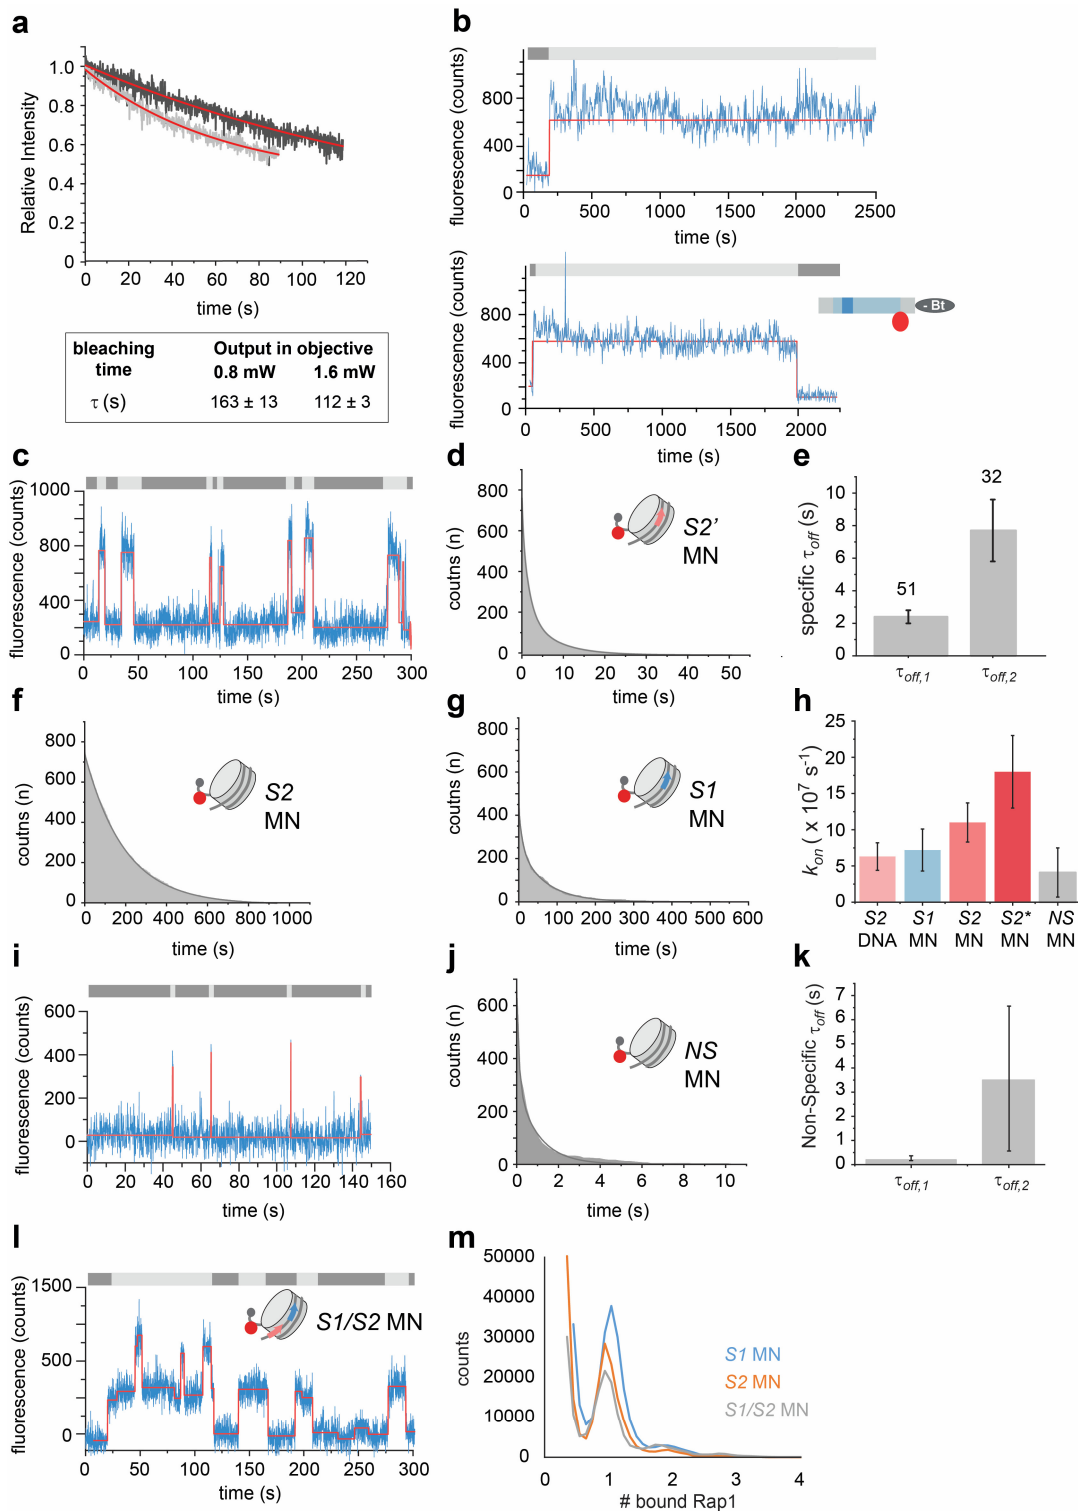 a
1.0
0.8
0.6
0.4
0.2
0
Relative Intensity
0 20 40 60 80 100 120
time (s)
bleaching time
Output in objective
0.8 mW 1.6 mW
τ (s) 163 ± 13 112 ± 3
b
fluorescence (counts)
800
400
0
0 500 1000 1500 2000 2500
time (s)
fluorescence (counts)
800
400
0
0 500 1000 1500 2000
time (s)
- Bt
c
fluorescence (counts)
1000
800
400
200
0
0 50 100 150 200 250 300
time (s)
d
coutns (n)
800
600
400
200
0
0 10 20 30 40 50
time (s)
S2'
MN
e
specific τoff (s)
10
8
6
4
2
0
51
32
τoff,1 τoff,2
f
coutns (n)
800
600
400
200
0
0 200 400 600 800 1000
time (s)
S2
MN
g
coutns (n)
800
600
400
200
0
0 100 200 300 400 500 600
time (s)
S1
MN
h
kon ( x 10⁷ s⁻¹)
25
20
15
10
5
0
S2 S1 S2 S2* NS
DNA MN MN MN MN
i
fluorescence (counts)
600
400
200
0
0 20 40 60 80 100 120 140 160
time (s)
j
coutns (n)
600
400
200
0
0 2 4 6 8 10
time (s)
NS
MN
k
Non-Specific τoff (s)
7
6
5
4
3
2
1
0
τoff,1 τoff,2
l
fluorescence (counts)
1500
500
0
0 50 100 150 200 250 300
time (s)
S1/S2 MN
m
counts
50000
40000
30000
20000
10000
0
0 1 2 3 4
# bound Rap1
S1 MN
S2 MN
S1/S2 MN